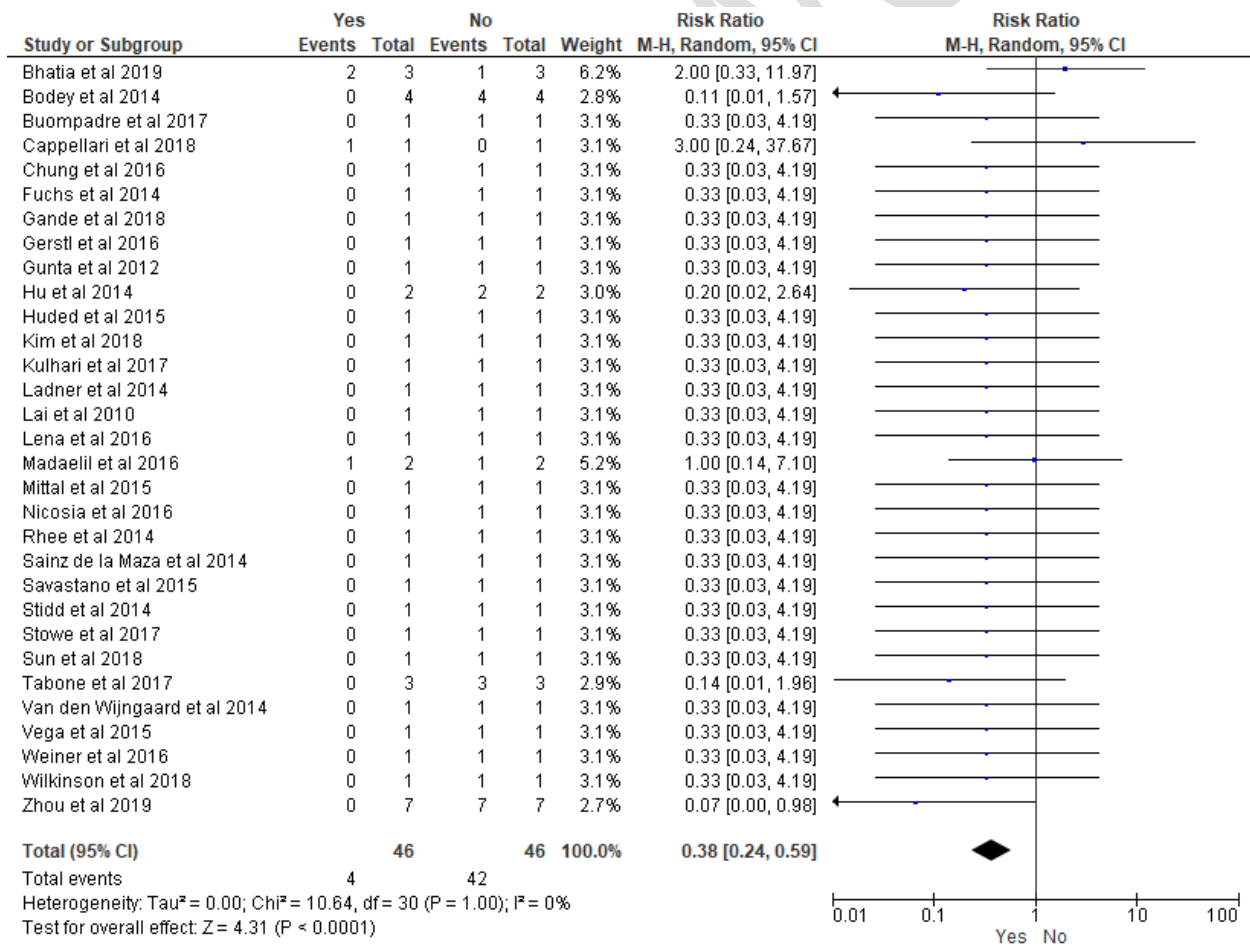 Yes No Risk Ratio Risk Ratio
Study or Subgroup Events Total Events Total Weight M-H, Random, 95% CI M-H, Random, 95% CI
Bhatia et al 2019 2 3 1 3 6.2% 2.00 [0.33, 11.97]
Bodey et al 2014 0 4 4 4 2.8% 0.11 [0.01, 1.57]
Buompadre et al 2017 0 1 1 1 3.1% 0.33 [0.03, 4.19]
Cappellari et al 2018 1 1 0 1 3.1% 3.00 [0.24, 37.67]
Chung et al 2016 0 1 1 1 3.1% 0.33 [0.03, 4.19]
Fuchs et al 2014 0 1 1 1 3.1% 0.33 [0.03, 4.19]
Gande et al 2018 0 1 1 1 3.1% 0.33 [0.03, 4.19]
Gerstl et al 2016 0 1 1 1 3.1% 0.33 [0.03, 4.19]
Gunta et al 2012 0 1 1 1 3.1% 0.33 [0.03, 4.19]
Hu et al 2014 0 2 2 2 3.0% 0.20 [0.02, 2.64]
Huded et al 2015 0 1 1 1 3.1% 0.33 [0.03, 4.19]
Kim et al 2018 0 1 1 1 3.1% 0.33 [0.03, 4.19]
Kulhari et al 2017 0 1 1 1 3.1% 0.33 [0.03, 4.19]
Ladner et al 2014 0 1 1 1 3.1% 0.33 [0.03, 4.19]
Lai et al 2010 0 1 1 1 3.1% 0.33 [0.03, 4.19]
Lena et al 2016 0 1 1 1 3.1% 0.33 [0.03, 4.19]
Madaelil et al 2016 1 2 1 2 5.2% 1.00 [0.14, 7.10]
Mittal et al 2015 0 1 1 1 3.1% 0.33 [0.03, 4.19]
Nicosia et al 2016 0 1 1 1 3.1% 0.33 [0.03, 4.19]
Rhee et al 2014 0 1 1 1 3.1% 0.33 [0.03, 4.19]
Sainz de la Maza et al 2014 0 1 1 1 3.1% 0.33 [0.03, 4.19]
Savastano et al 2015 0 1 1 1 3.1% 0.33 [0.03, 4.19]
Stidd et al 2014 0 1 1 1 3.1% 0.33 [0.03, 4.19]
Stowe et al 2017 0 1 1 1 3.1% 0.33 [0.03, 4.19]
Sun et al 2018 0 1 1 1 3.1% 0.33 [0.03, 4.19]
Tabone et al 2017 0 3 3 3 2.9% 0.14 [0.01, 1.96]
Van den Wijngaard et al 2014 0 1 1 1 3.1% 0.33 [0.03, 4.19]
Vega et al 2015 0 1 1 1 3.1% 0.33 [0.03, 4.19]
Weiner et al 2016 0 1 1 1 3.1% 0.33 [0.03, 4.19]
Wilkinson et al 2018 0 1 1 1 3.1% 0.33 [0.03, 4.19]
Zhou et al 2019 0 7 7 7 2.7% 0.07 [0.00, 0.98]
Total (95% CI) 46 46 100.0% 0.38 [0.24, 0.59]
Total events 4 42
Heterogeneity: Tau² = 0.00; Chi² = 10.64, df = 30 (P = 1.00); I² = 0%
Test for overall effect: Z = 4.31 (P < 0.0001)
0.01 0.1 1 10 100
Yes No